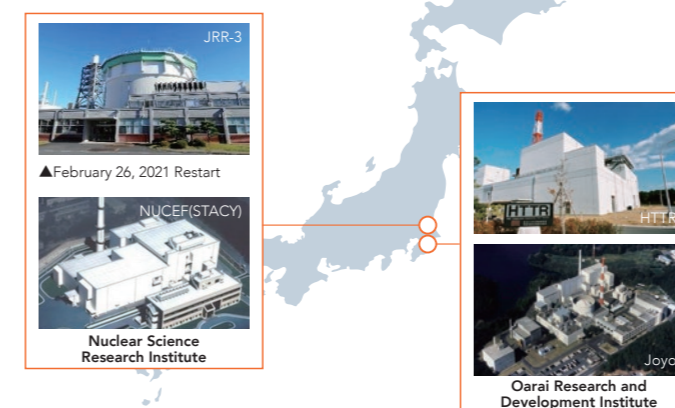 JRR-3
▲February 26, 2021 Restart
NUCEF(STACY)
Nuclear Science
Research Institute
HTTR
HTTR
Joyo
Oarai Research and
Development Institute